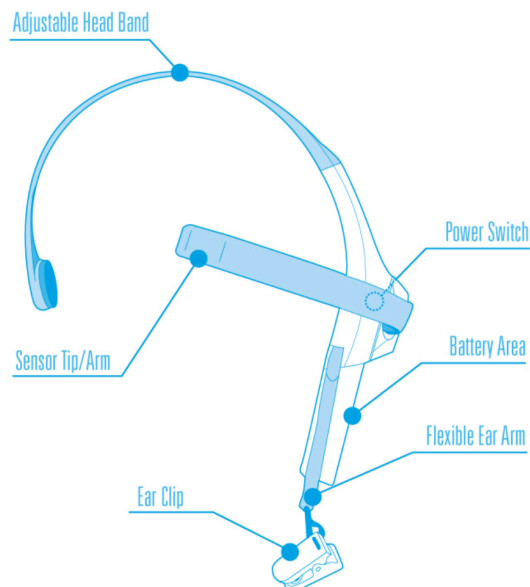 Adjustable Head Band
Power Switch
Sensor Tip/Arm
Battery Area
Flexible Ear Arm
Ear Clip